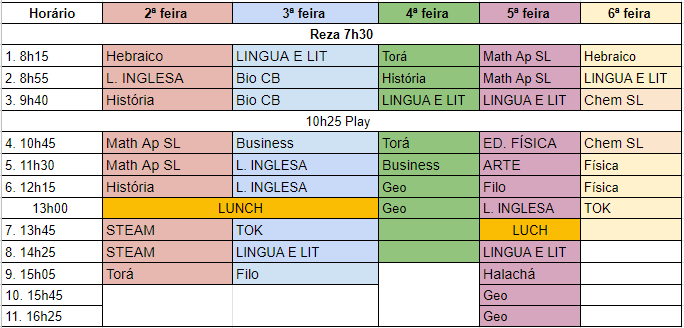 Horário 2ª feira 3ª feira 4ª feira 5ª feira 6ª feira
Reza 7h30
1. 8h15 Hebraico LINGUA E LIT Torá Math Ap SL Hebraico
2. 8h55 L. INGLESA Bio CB História Math Ap SL LINGUA E LIT
3. 9h40 História Bio CB LINGUA E LIT LINGUA E LIT Chem SL
10h25 Play
4. 10h45 Math Ap SL Business Torá ED. FÍSICA Chem SL
5. 11h30 Math Ap SL L. INGLESA Business ARTE Física
6. 12h15 História L. INGLESA Geo Filo Física
13h00 LUNCH Geo L. INGLESA TOK
7. 13h45 STEAM TOK LUCH
8. 14h25 STEAM LINGUA E LIT LINGUA E LIT
9. 15h05 Torá Filo Halachá
10. 15h45 Geo
11. 16h25 Geo